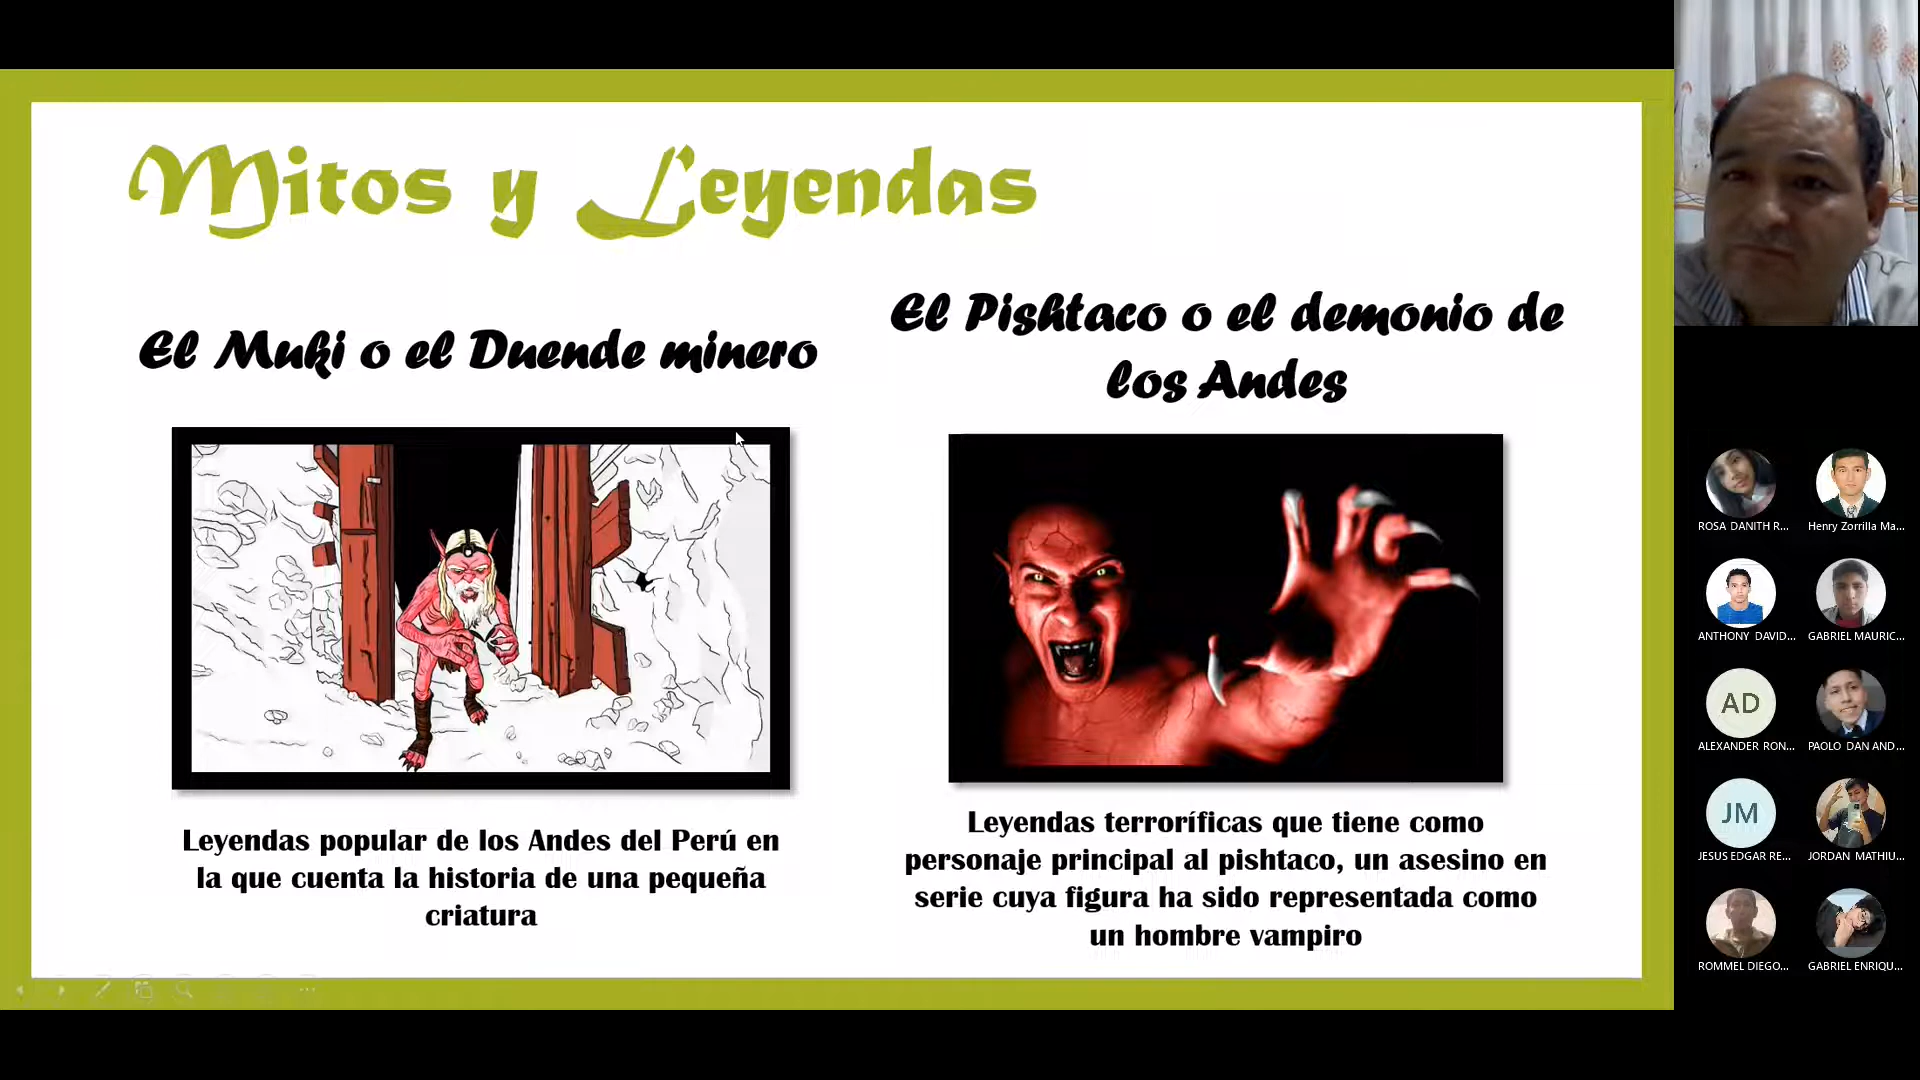 Mitos y Leyendas
El Muki o el Duende minero
El Pishtaco o el demonio de
los Andes
Leyendas popular de los Andes del Perú en
la que cuenta la historia de una pequeña
criatura
Leyendas terroríficas que tiene como
personaje principal al pishtaco, un asesino en
serie cuya figura ha sido representada como
un hombre vampiro
ROSA DANITH R...
Henry Zorrilla Ma...
ANTHONY DAVID...
GABRIEL MAURIC...
AD
ALEXANDER RON...
PAOLO DAN AND...
JM
JESUS EDGAR RE...
JORDAN MATHIU...
ROMMEL DIEGO...
GABRIEL ENRIQU...